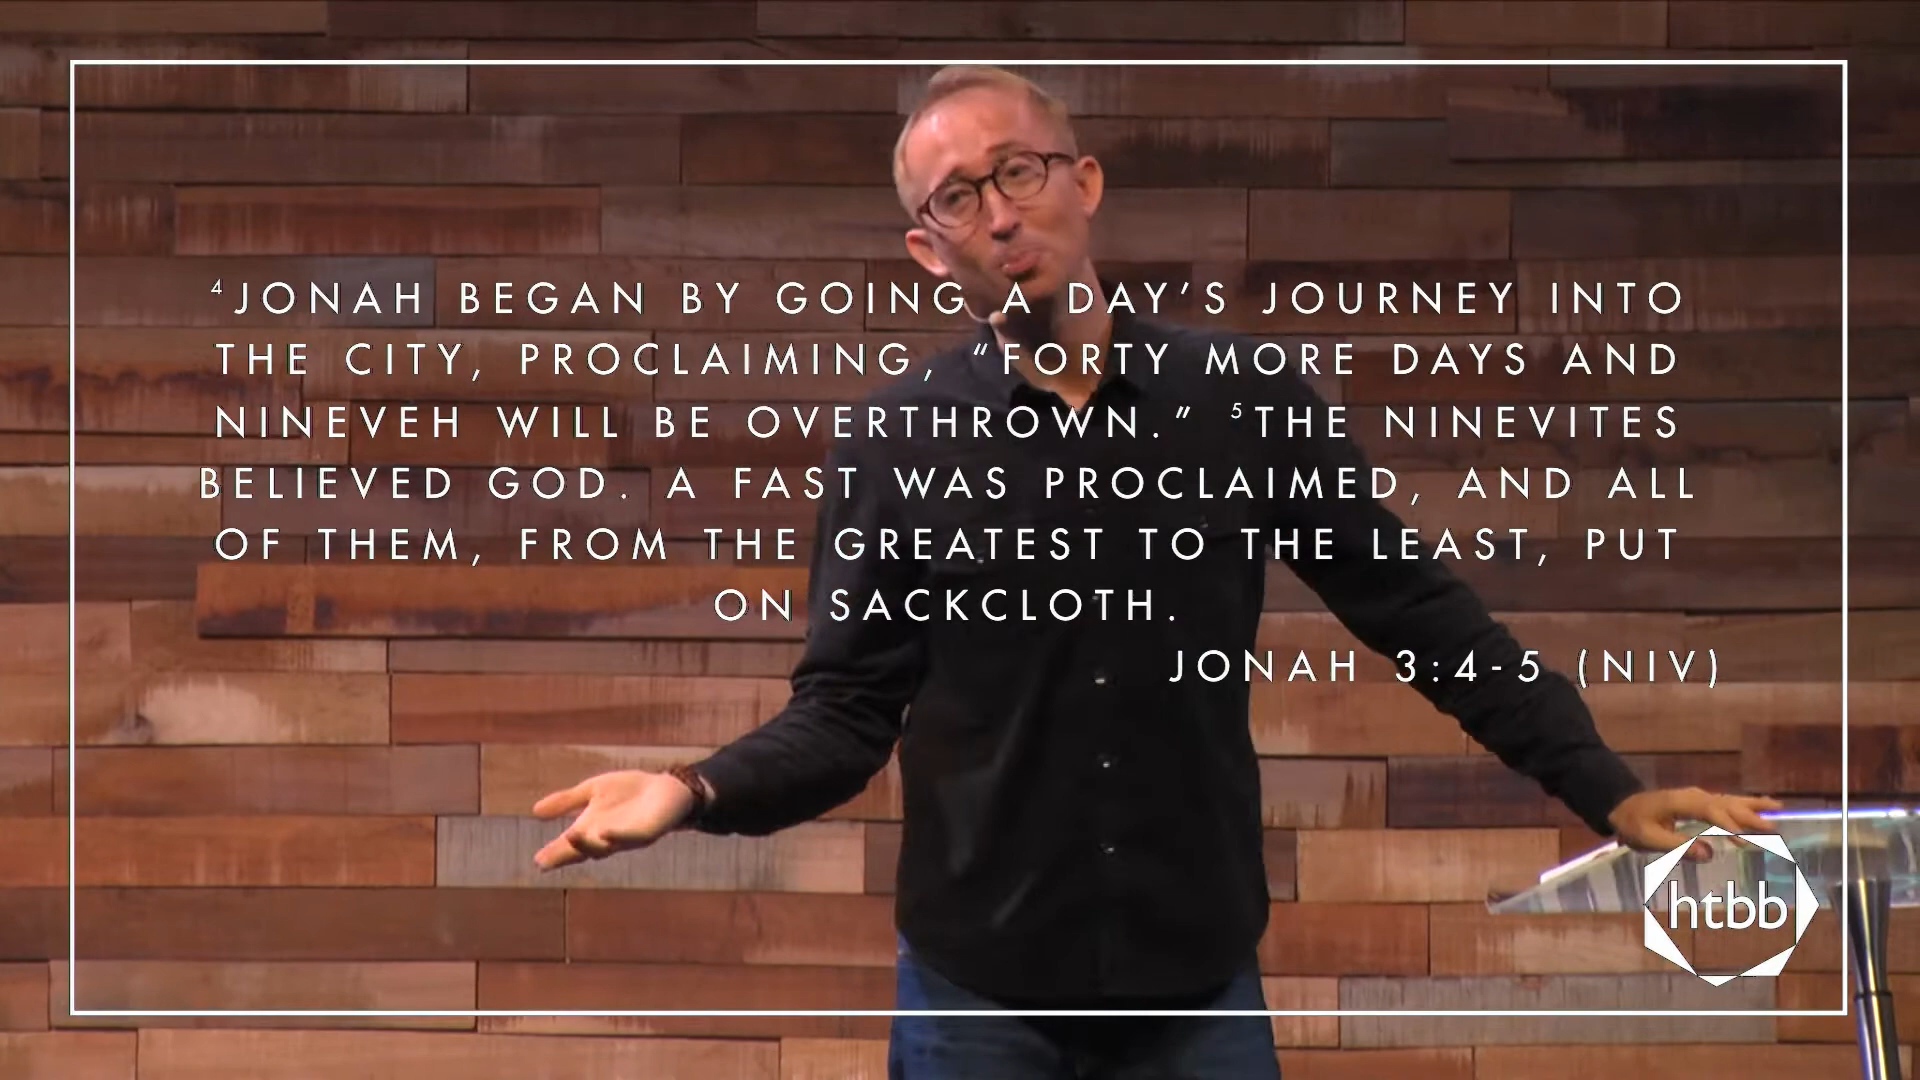 ⁴JONAH BEGAN BY GOING A DAY’S JOURNEY INTO
THE CITY, PROCLAIMING, “FORTY MORE DAYS AND
NINEVEH WILL BE OVERTHROWN.” ⁵THE NINEVITES
BELIEVED GOD. A FAST WAS PROCLAIMED, AND ALL
OF THEM, FROM THE GREATEST TO THE LEAST, PUT
ON SACKCLOTH.
JONAH 3:4-5 (NIV)
htbb